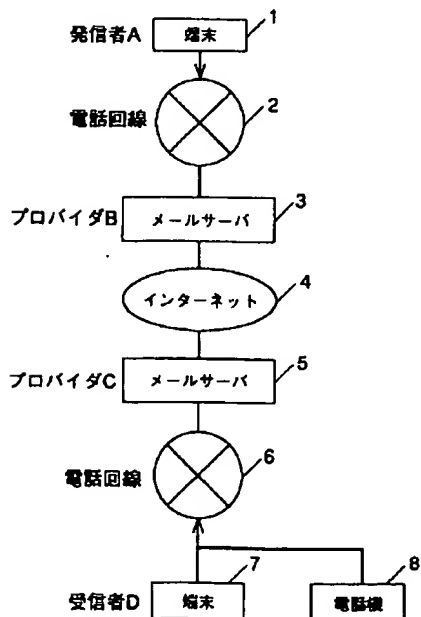 発信者A 端末 1
電話回線 2
プロバイダB メールサーバ 3
インターネット 4
プロバイダC メールサーバ 5
電話回線 6
受信者D 端末 7 電話機 8